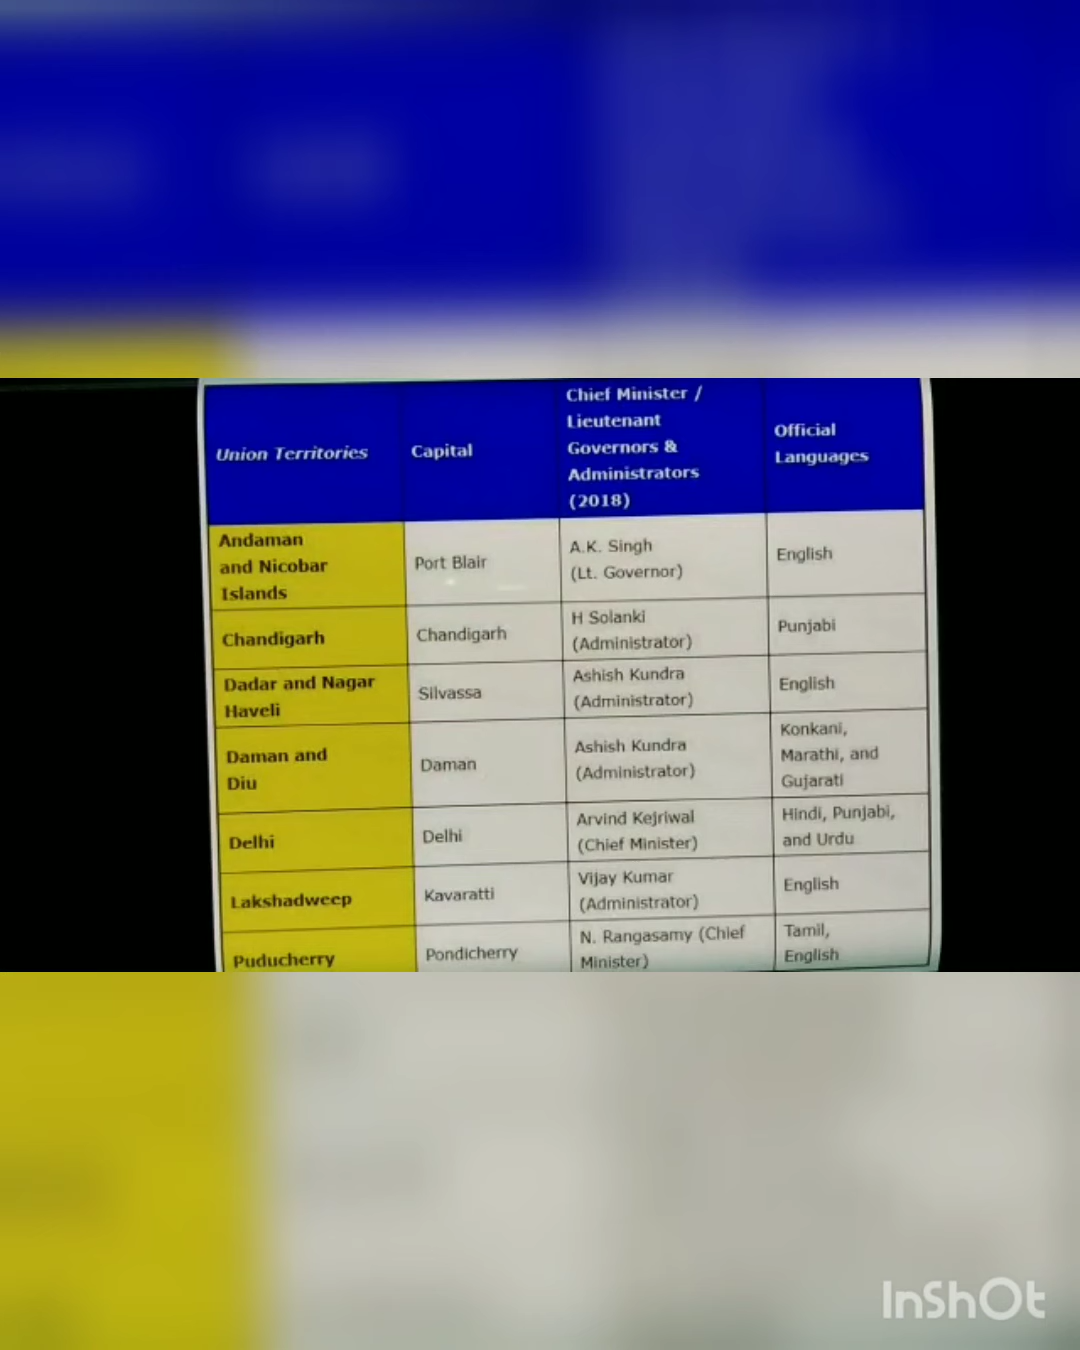 Union Territories
Capital
Chief Minister /
Lieutenant
Governors &
Administrators
(2018)
Official
Languages
Andaman
and Nicobar
Islands
Port Blair
A.K. Singh
(Lt. Governor)
English
Chandigarh
Chandigarh
H Solanki
(Administrator)
Punjabi
Dadar and Nagar
Haveli
Silvassa
Ashish Kundra
(Administrator)
English
Daman and
Diu
Daman
Ashish Kundra
(Administrator)
Konkani,
Marathi, and
Gujarati
Delhi
Delhi
Arvind Kejriwal
(Chief Minister)
Hindi, Punjabi,
and Urdu
Lakshadweep
Kavaratti
Vijay Kumar
(Administrator)
English
Puducherry
Pondicherry
N. Rangasamy (Chief
Minister)
Tamil,
English
InShOt